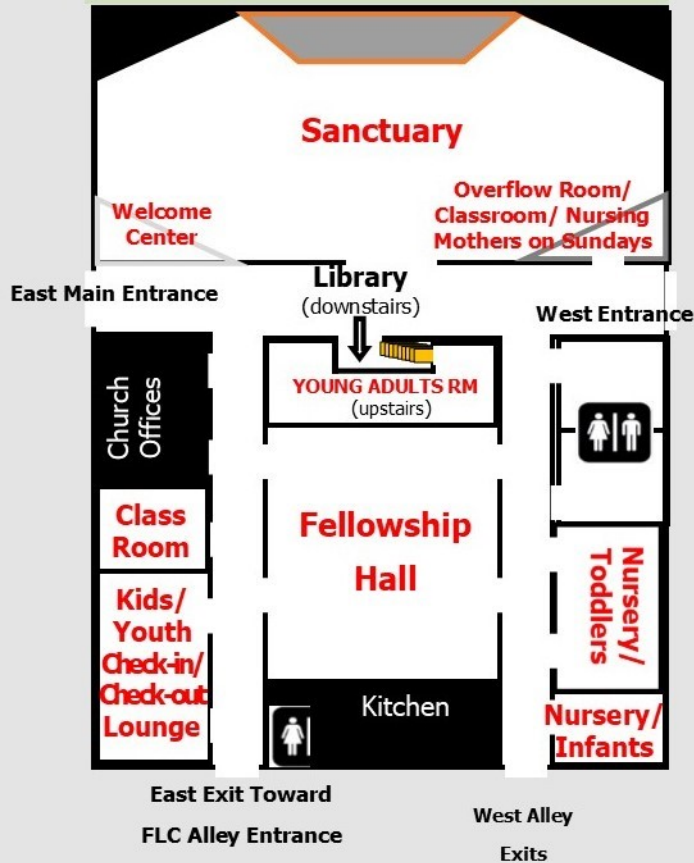 Sanctuary
Welcome
Center
Overflow Room/
Classroom/ Nursing
Mothers on Sundays
East Main Entrance
Library
(downstairs)
West Entrance
YOUNG ADULTS RM
(upstairs)
Church
Offices
Class
Room
Fellowship
Hall
Kids/
Youth
Check-in/
Check-out
Lounge
Nursery/
Toddlers
Kitchen
Nursery/
Infants
East Exit Toward
FLC Alley Entrance
West Alley
Exits